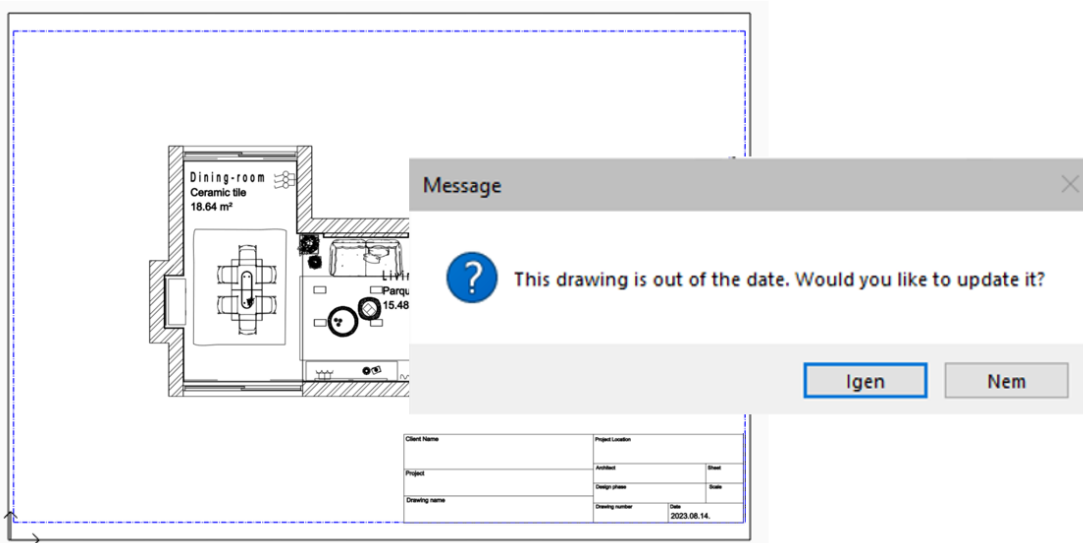 Dining-room
Ceramic tile
18.64 m²
Livin
Parqu
15.48
Message
?
This drawing is out of the date. Would you like to update it?
Igen
Nem
Client Name
Project
Drawing name
Project Location
Architect
Sheet
Design phase
Scale
Drawing number
Date
2023.08.14.